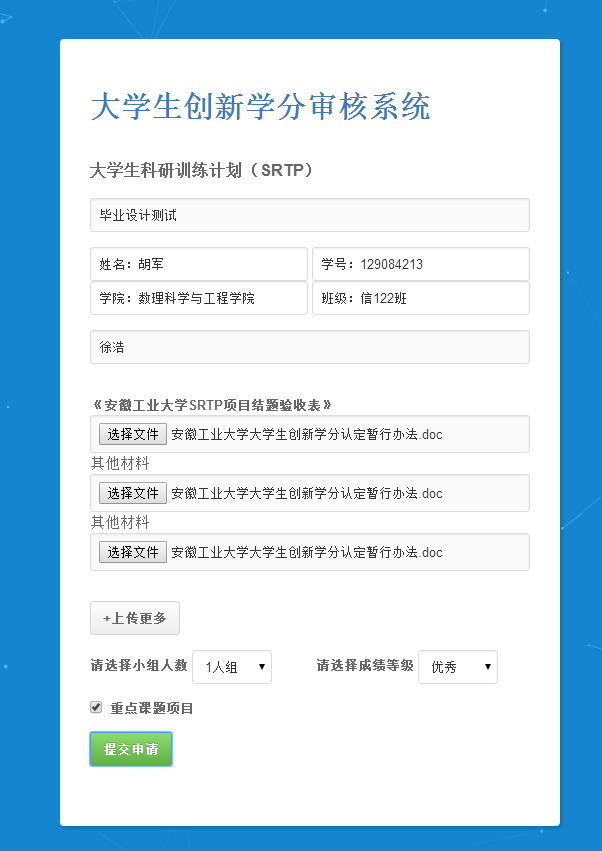 大学生创新学分审核系统
大学生科研训练计划（SRTP）
毕业设计测试
姓名：胡军 学号：129084213
学院：数理科学与工程学院 班级：信122班
徐浩
《安徽工业大学SRTP项目结题验收表》
选择文件 安徽工业大学大学生创新学分认定暂行办法.doc
其他材料
选择文件 安徽工业大学大学生创新学分认定暂行办法.doc
其他材料
选择文件 安徽工业大学大学生创新学分认定暂行办法.doc
+上传更多
请选择小组人数 1人组 请选择成绩等级 优秀
重点课题项目
提交申请